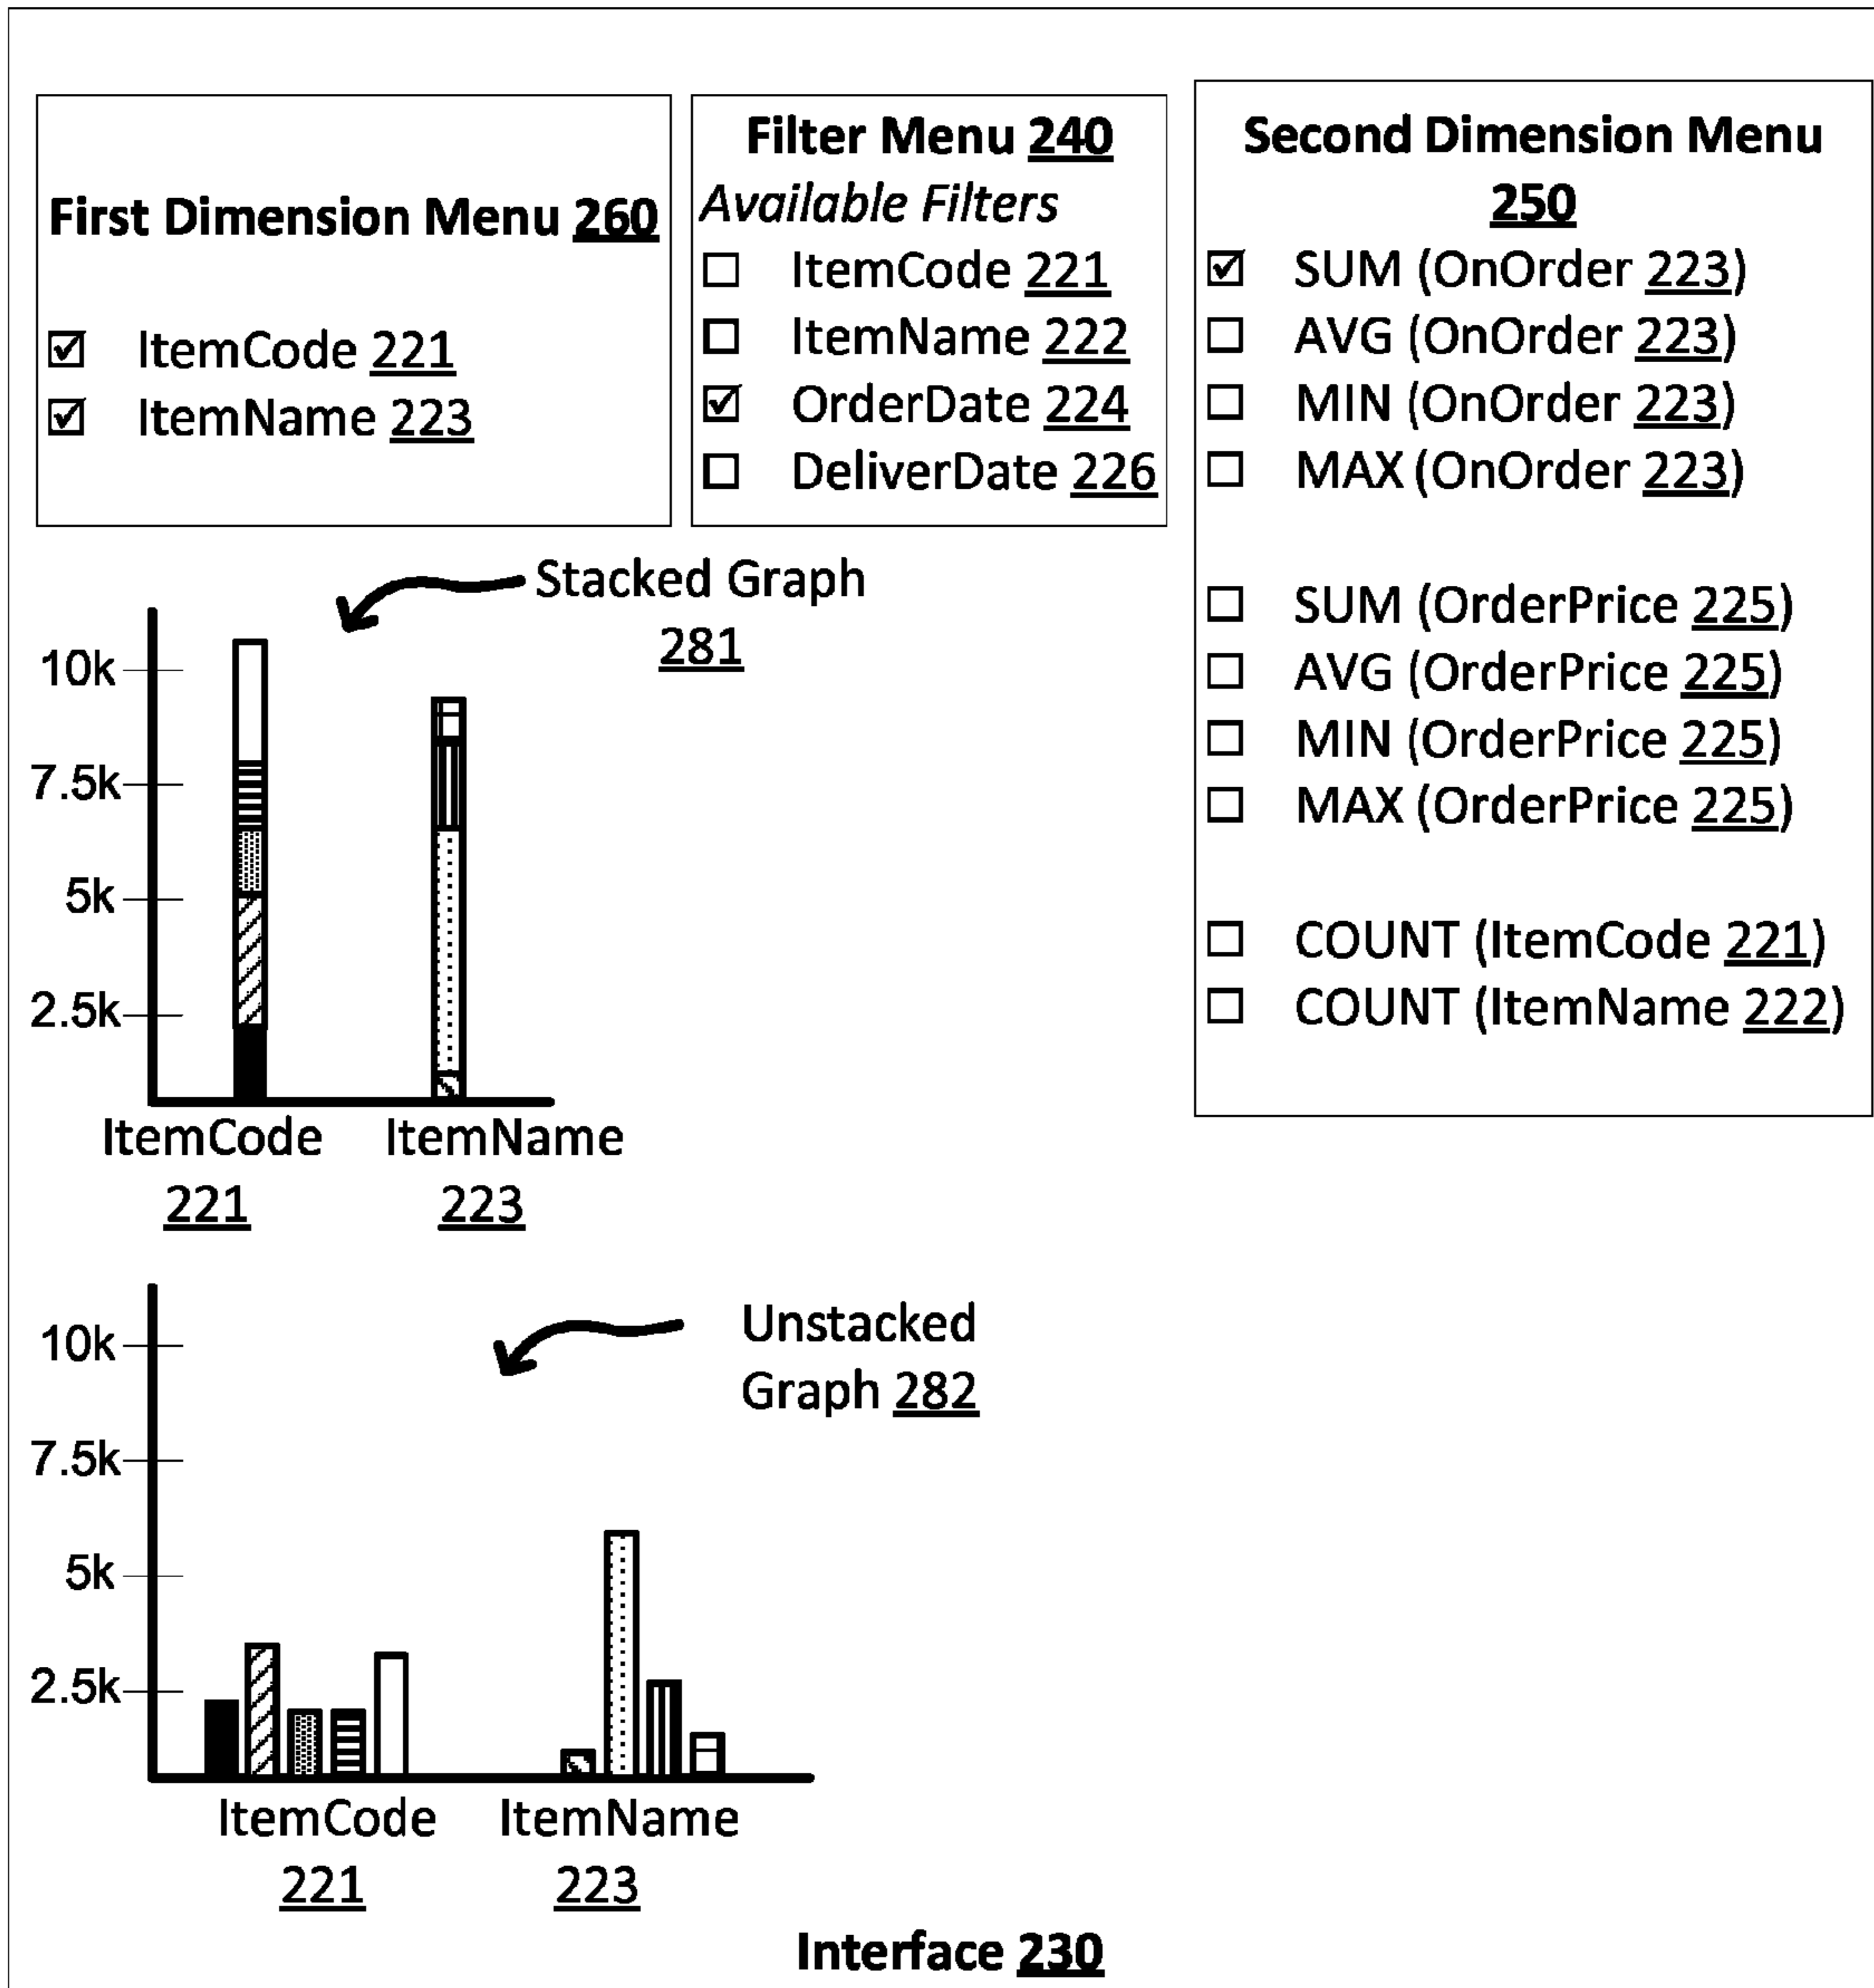 First Dimension Menu 260
ItemCode 221
ItemName 223
Filter Menu 240
Available Filters
ItemCode 221
ItemName 222
OrderDate 224
DeliverDate 226
Second Dimension Menu
250
SUM (OnOrder 223)
AVG (OnOrder 223)
MIN (OnOrder 223)
MAX (OnOrder 223)
SUM (OrderPrice 225)
AVG (OrderPrice 225)
MIN (OrderPrice 225)
MAX (OrderPrice 225)
COUNT (ItemCode 221)
COUNT (ItemName 222)
Stacked Graph
281
10k
7.5k
5k
2.5k
ItemCode ItemName
221 223
Unstacked
Graph 282
10k
7.5k
5k
2.5k
ItemCode ItemName
221 223
Interface 230